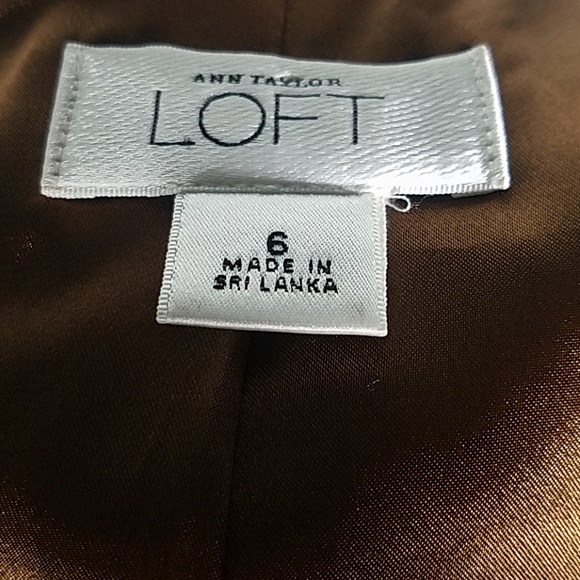 ANN TAYLOR
LOFT
6
MADE IN
SRI LANKA